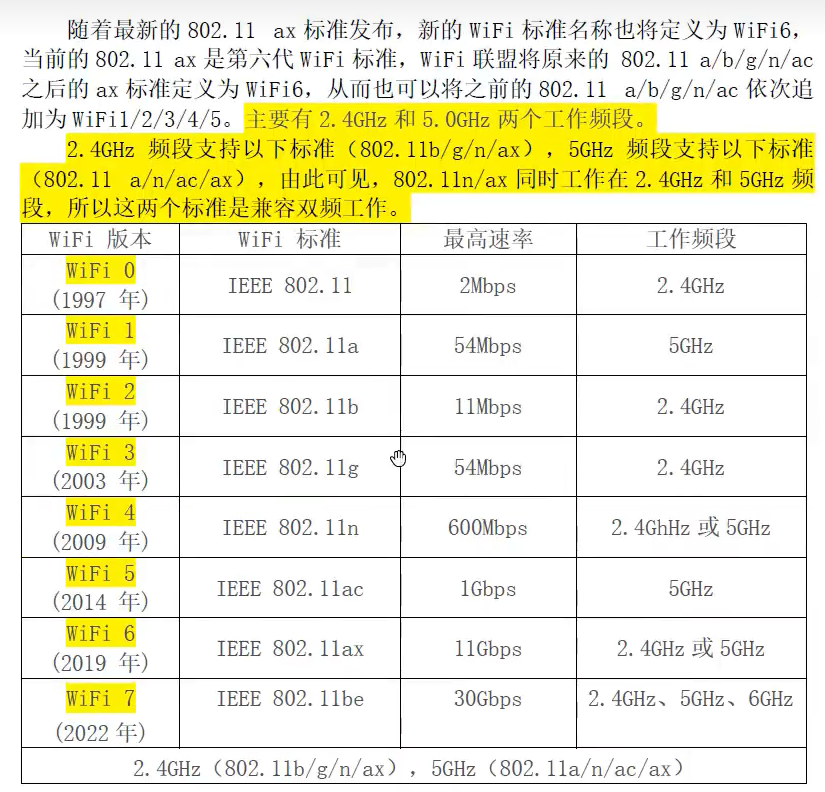 随着最新的 802.11 ax 标准发布，新的 WiFi 标准名称也将定义为 WiFi6，
当前的 802.11 ax 是第六代 WiFi 标准，WiFi 联盟将原来的 802.11 a/b/g/n/ac
之后的 ax 标准定义为 WiFi6，从而也可以将之前的 802.11 a/b/g/n/ac 依次追
加为 WiFi1/2/3/4/5。主要有 2.4GHz 和 5.0GHz 两个工作频段。
2.4GHz 频段支持以下标准（802.11b/g/n/ax），5GHz 频段支持以下标准
（802.11 a/n/ac/ax），由此可见，802.11n/ax 同时工作在 2.4GHz 和 5GHz 频
段，所以这两个标准是兼容双频工作。
WiFi 版本 WiFi 标准 最高速率 工作频段
WiFi 0
(1997 年) IEEE 802.11 2Mbps 2.4GHz
WiFi 1
(1999 年) IEEE 802.11a 54Mbps 5GHz
WiFi 2
(1999 年) IEEE 802.11b 11Mbps 2.4GHz
WiFi 3
(2003 年) IEEE 802.11g 54Mbps 2.4GHz
WiFi 4
(2009 年) IEEE 802.11n 600Mbps 2.4GhHz 或 5GHz
WiFi 5
(2014 年) IEEE 802.11ac 1Gbps 5GHz
WiFi 6
(2019 年) IEEE 802.11ax 11Gbps 2.4GHz 或 5GHz
WiFi 7 IEEE 802.11be 30Gbps 2.4GHz、5GHz、6GHz
(2022 年)
2.4GHz（802.11b/g/n/ax），5GHz（802.11a/n/ac/ax）